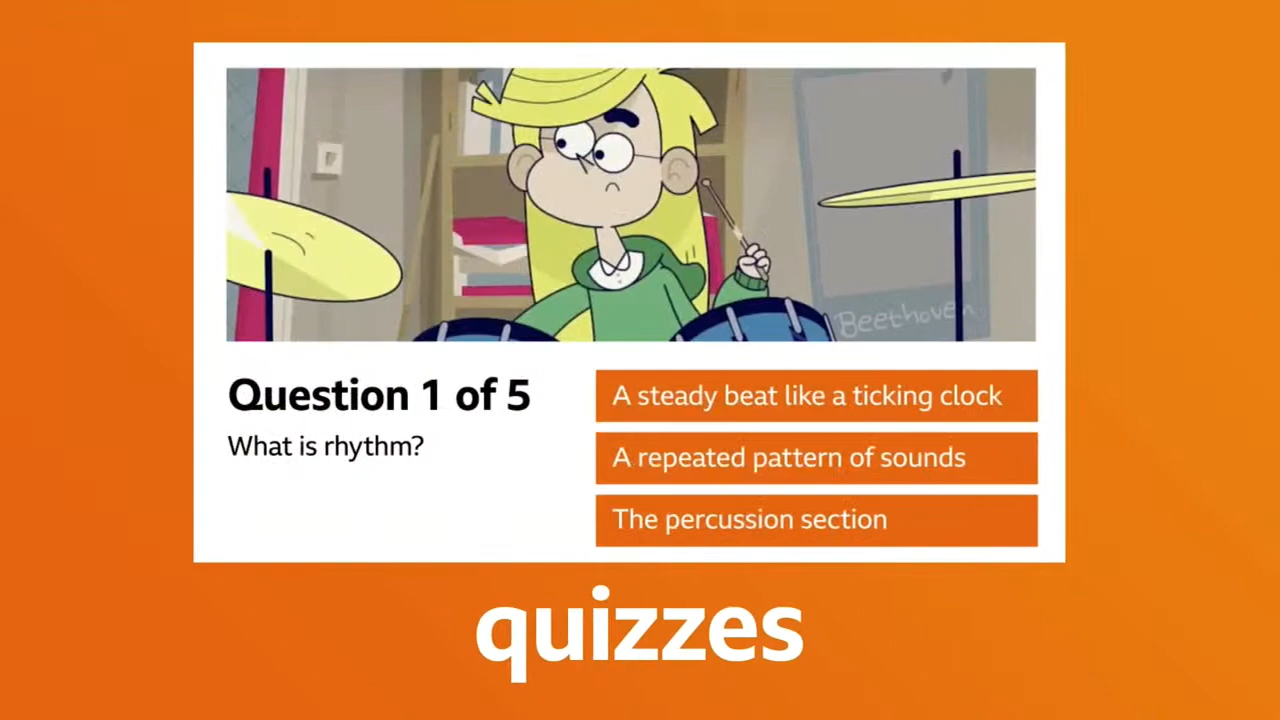 Beethoven
Question 1 of 5
What is rhythm?
A steady beat like a ticking clock
A repeated pattern of sounds
The percussion section
quizzes